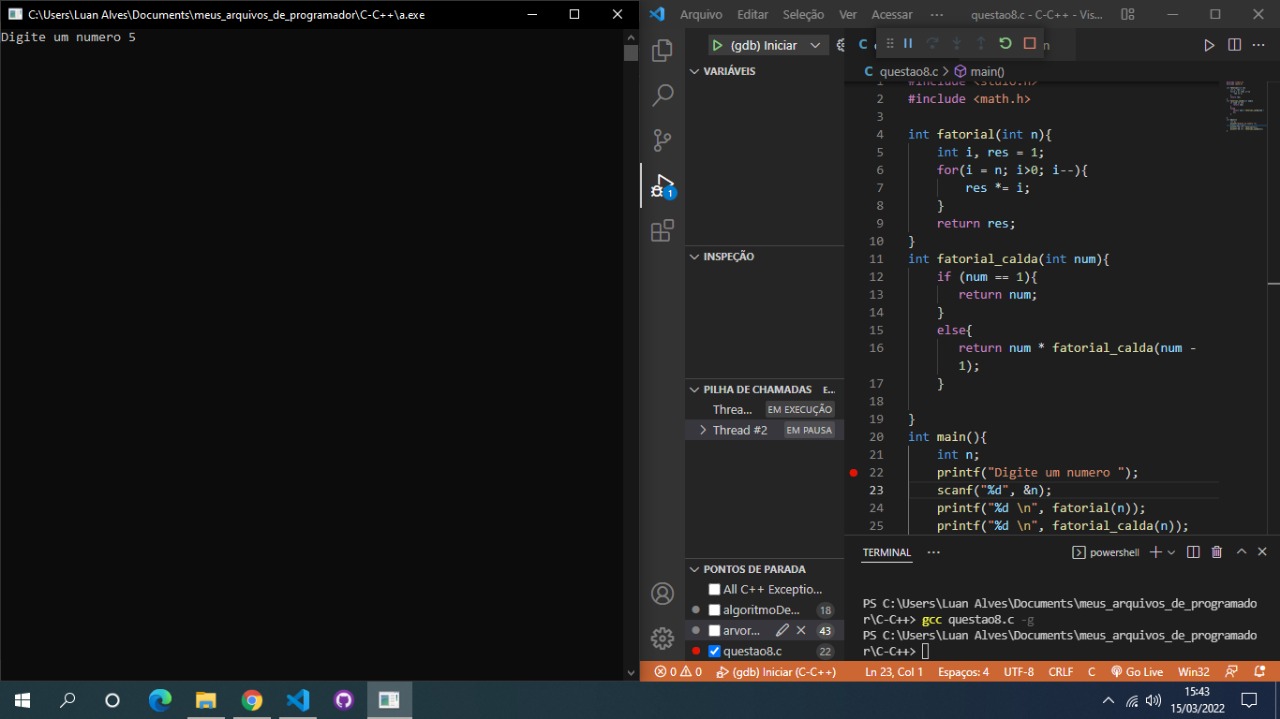 C:\Users\Luan Alves\Documents\meus_arquivos_de_programador\C-C++\a.exe
Digite um numero 5
Arquivo Editar Seleção Ver Acessar ··· questao8.c - C-C++ - Vis...
(gdb) Iniciar
VARIÁVEIS
INSPEÇÃO
PILHA DE CHAMADAS E...
Threa... EM EXECUÇÃO
Thread #2 EM PAUSA
PONTOS DE PARADA
All C++ Exceptio...
algoritmoDe... 18
arvor... 43
questao8.c 22
C questao8.c > main()
1 #include <stdio.h>
2 #include <math.h>
3
4 int fatorial(int n){
5 int i, res = 1;
6 for(i = n; i>0; i--){
7 res *= i;
8 }
9 return res;
10 }
11 int fatorial_calda(int num){
12 if (num == 1){
13 return num;
14 }
15 else{
16 return num * fatorial_calda(num -
1);
17 }
18
19 }
20 int main(){
21 int n;
22 printf("Digite um numero ");
23 scanf("%d", &n);
24 printf("%d \n", fatorial(n));
25 printf("%d \n", fatorial_calda(n));
TERMINAL ··· powershell
PS C:\Users\Luan Alves\Documents\meus_arquivos_de_programado
r\C-C++> gcc questao8.c -g
PS C:\Users\Luan Alves\Documents\meus_arquivos_de_programado
r\C-C++>
0 0 (gdb) Iniciar (C-C++) Ln 23, Col 1 Espaços: 4 UTF-8 CRLF C Go Live Win32
1
15:43
15/03/2022